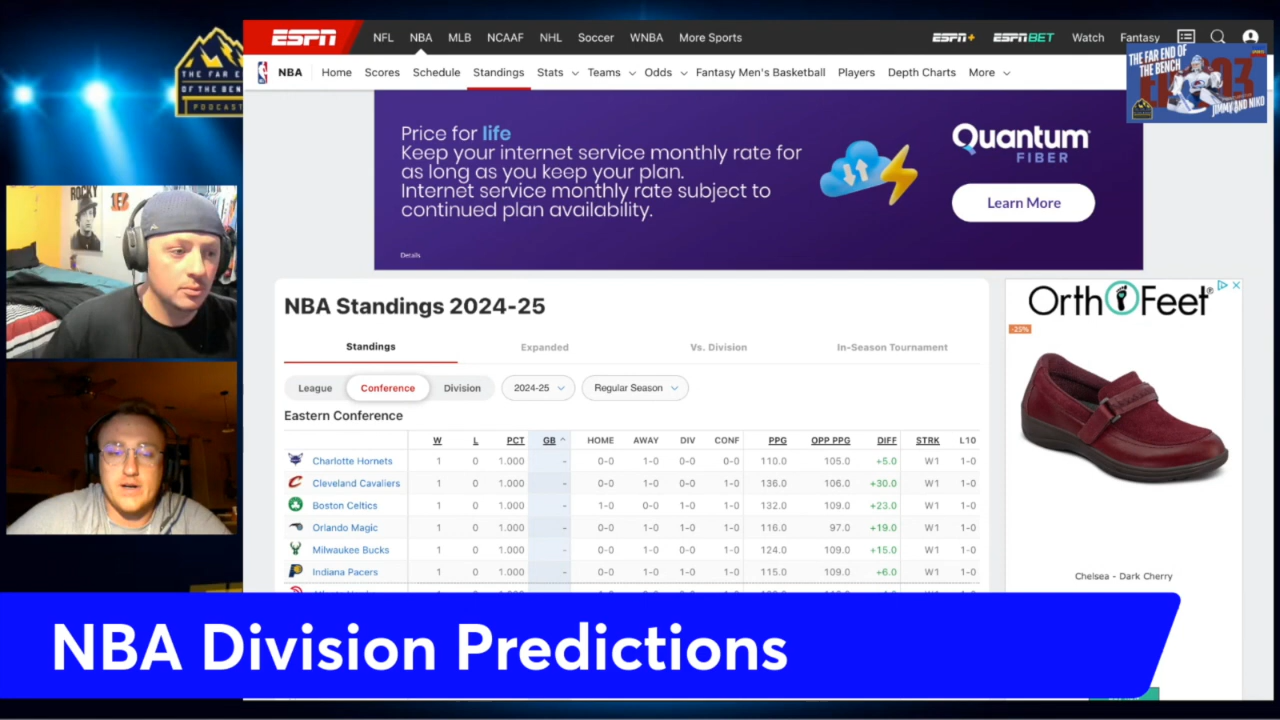 THE FAR E
OF THE BEN
PODCAST
ROCKY
ESPN
NFL NBA MLB NCAAF NHL Soccer WNBA More Sports
ESPN+ ESPN BET Watch Fantasy
NBA Home Scores Schedule Standings Stats Teams Odds Fantasy Men's Basketball Players Depth Charts More
THE FAR END OF
THE BENCH
JIMMY AND NIKO
Price for life
Keep your internet service monthly rate for
as long as you keep your plan.
Internet service monthly rate subject to
continued plan availability.
Details
Quantum
FIBER
Learn More
NBA Standings 2024-25
Standings Expanded Vs. Division In-Season Tournament
League Conference Division 2024-25 Regular Season
Eastern Conference
W L PCT GB HOME AWAY DIV CONF PPG OPP PPG DIFF STRK L10
Charlotte Hornets 1 0 1.000 - 0-0 1-0 0-0 0-0 110.0 105.0 +5.0 W1 1-0
Cleveland Cavaliers 1 0 1.000 - 0-0 1-0 0-0 1-0 136.0 106.0 +30.0 W1 1-0
Boston Celtics 1 0 1.000 - 1-0 0-0 1-0 1-0 132.0 109.0 +23.0 W1 1-0
Orlando Magic 1 0 1.000 - 0-0 1-0 1-0 1-0 116.0 97.0 +19.0 W1 1-0
Milwaukee Bucks 1 0 1.000 - 0-0 1-0 0-0 1-0 124.0 109.0 +15.0 W1 1-0
Indiana Pacers 1 0 1.000 - 0-0 1-0 1-0 1-0 115.0 109.0 +6.0 W1 1-0
OrthoFeet®
-25%
Chelsea - Dark Cherry
NBA Division Predictions